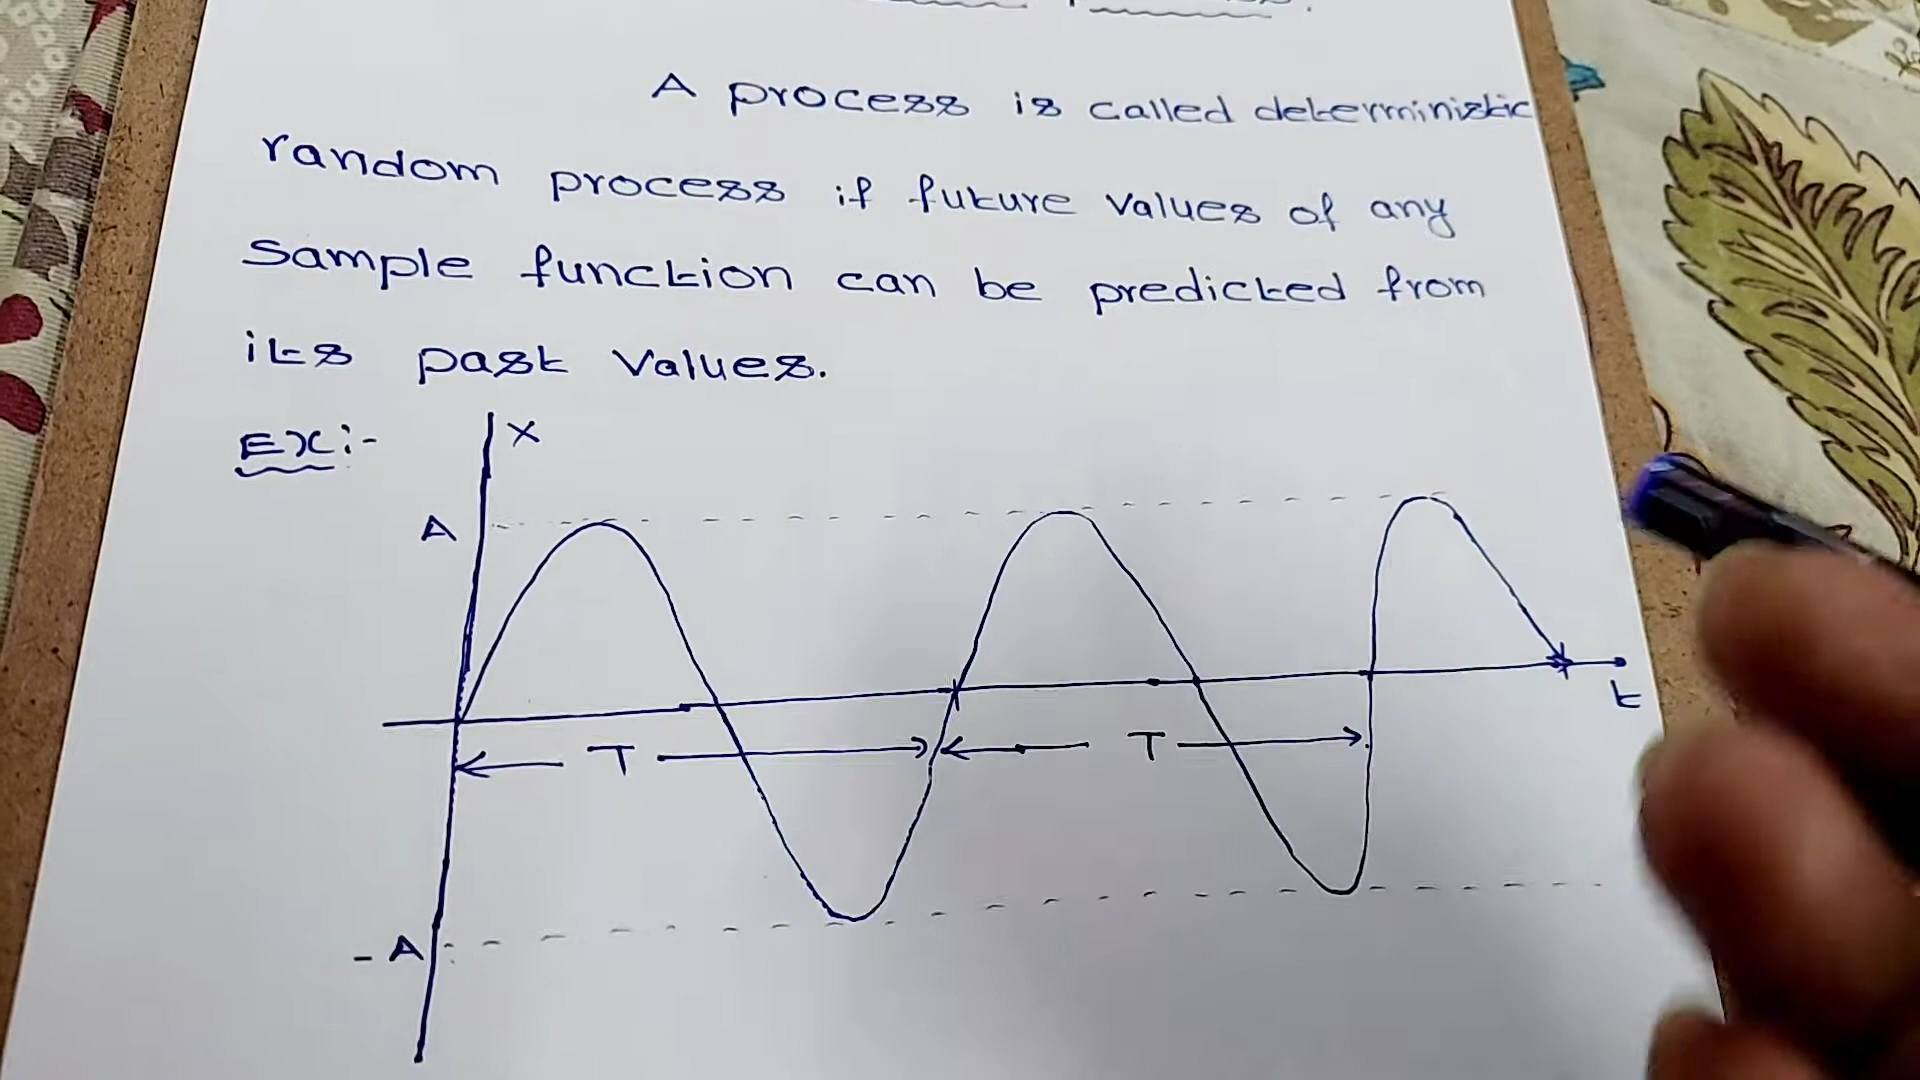 A process is called deterministic
random process if future values of any
Sample function can be predicted from
its past values.
Ex:-
X
A
T
T
t
- A